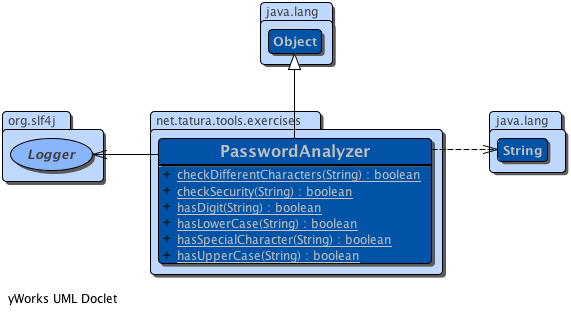 java.lang
Object
org.slf4j
Logger
net.tatura.tools.exercises
PasswordAnalyzer
+ checkDifferentCharacters(String) : boolean
+ checkSecurity(String) : boolean
+ hasDigit(String) : boolean
+ hasLowerCase(String) : boolean
+ hasSpecialCharacter(String) : boolean
+ hasUpperCase(String) : boolean
java.lang
String
yWorks UML Doclet